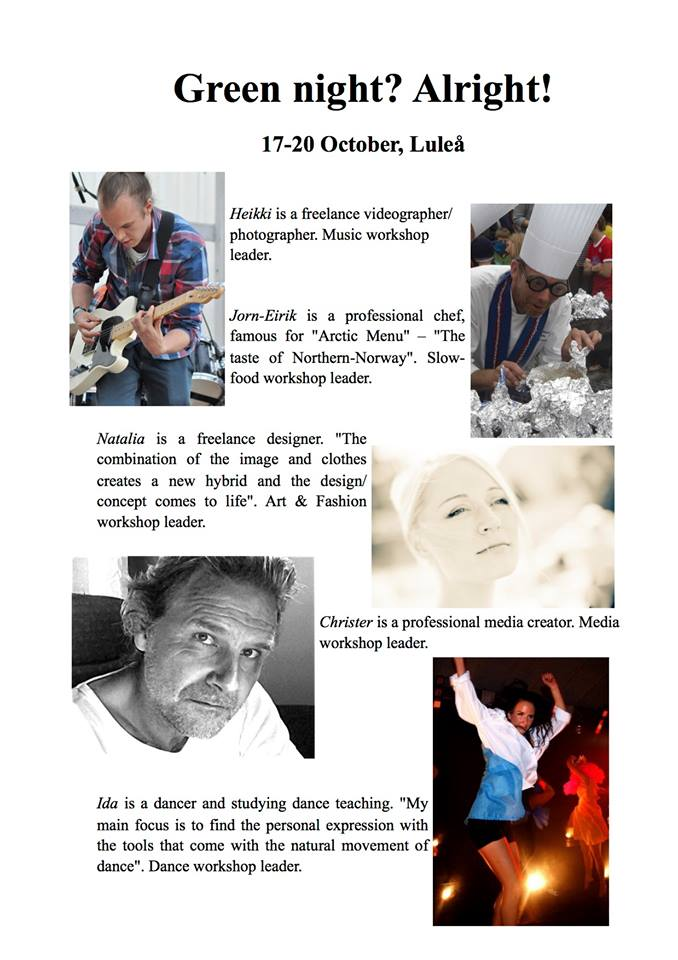 Green night? Alright!
17-20 October, Luleå
Heikki is a freelance videographer/
photographer. Music workshop
leader.
Jorn-Eirik is a professional chef,
famous for "Arctic Menu" – "The
taste of Northern-Norway". Slow-
food workshop leader.
Natalia is a freelance designer. "The
combination of the image and clothes
creates a new hybrid and the design/
concept comes to life". Art & Fashion
workshop leader.
Christer is a professional media creator. Media
workshop leader.
Ida is a dancer and studying dance teaching. "My
main focus is to find the personal expression with
the tools that come with the natural movement of
dance". Dance workshop leader.